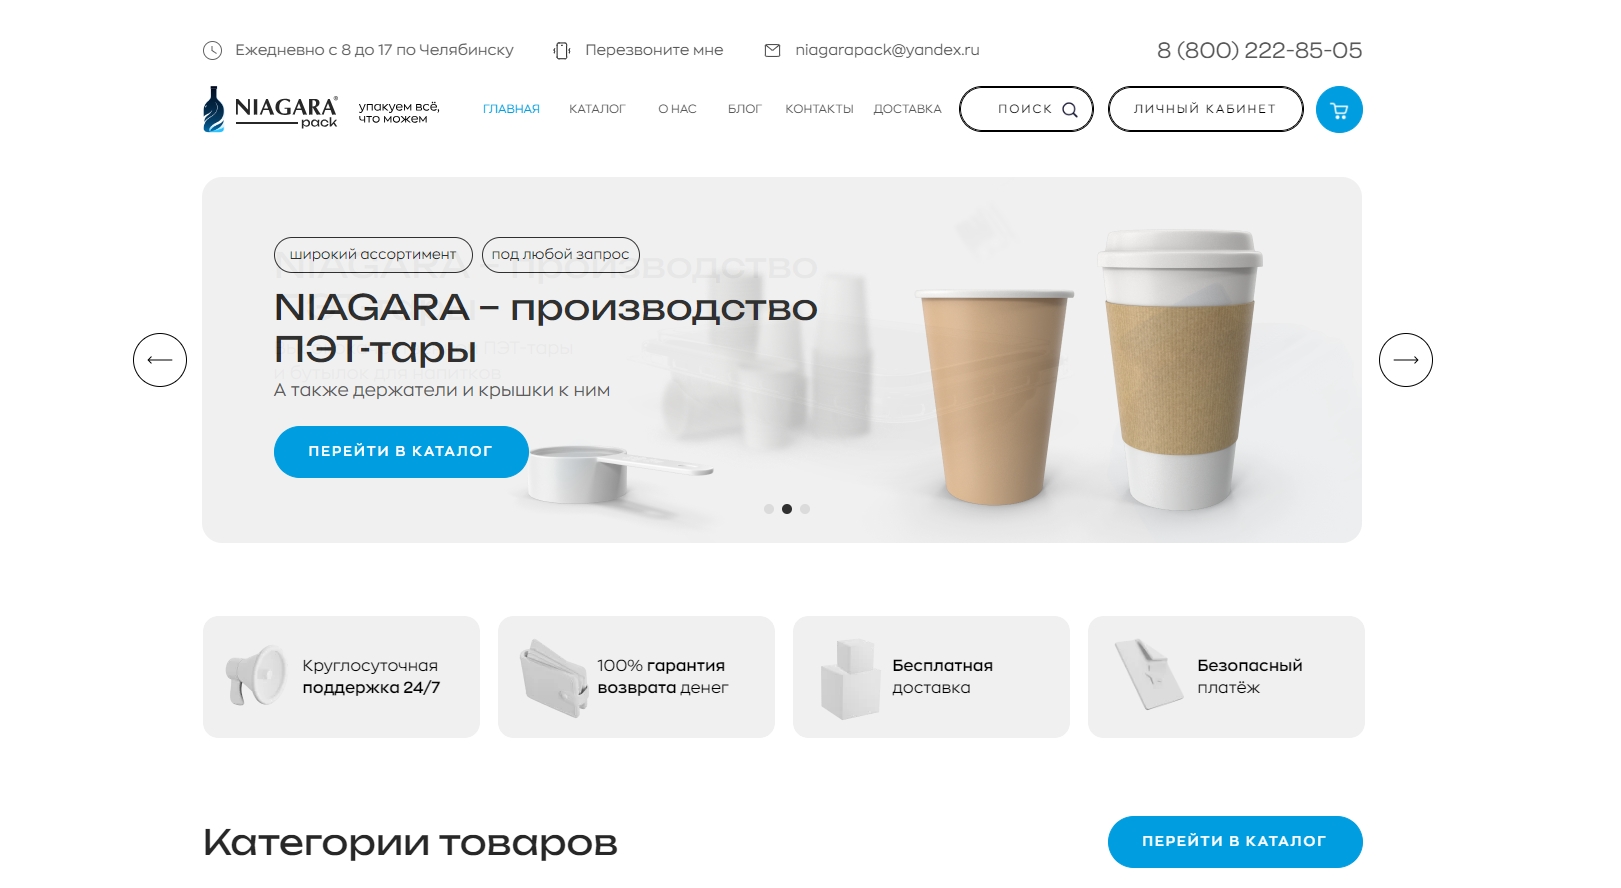 Ежедневно с 8 до 17 по Челябинску
Перезвоните мне
niagarapack@yandex.ru
8 (800) 222-85-05
NIAGARA®
pack
упакуем всё,
что можем
ГЛАВНАЯ
КАТАЛОГ
О НАС
БЛОГ
КОНТАКТЫ
ДОСТАВКА
ПОИСК
ЛИЧНЫЙ КАБИНЕТ
широкий ассортимент
под любой запрос
NIAGARA – производство
ПЭТ-тары
А также держатели и крышки к ним
ПЕРЕЙТИ В КАТАЛОГ
Круглосуточная
поддержка 24/7
100% гарантия
возврата денег
Бесплатная
доставка
Безопасный
платёж
Категории товаров
ПЕРЕЙТИ В КАТАЛОГ